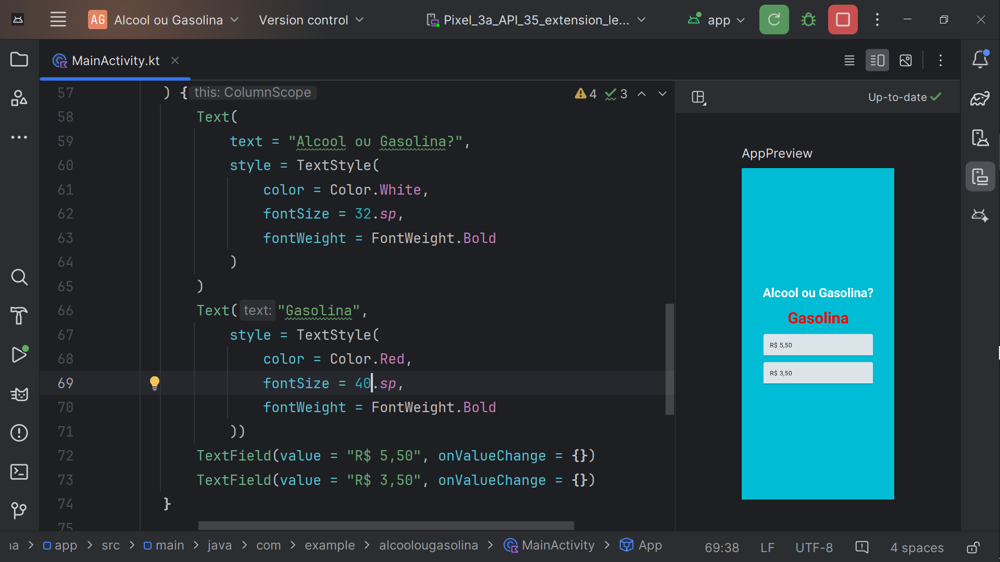 AG Alcool ou Gasolina Version control Pixel_3a_API_35_extension_le... app
MainActivity.kt
57 ) { this: ColumnScope 4 3
58 Text(
59 text = "Alcool ou Gasolina?",
60 style = TextStyle(
61 color = Color.White,
62 fontSize = 32.sp,
63 fontWeight = FontWeight.Bold
64 )
65 )
66 Text( text: "Gasolina",
67 style = TextStyle(
68 color = Color.Red,
69 fontSize = 40.sp,
70 fontWeight = FontWeight.Bold
71 ))
72 TextField(value = "R$ 5,50", onValueChange = {})
73 TextField(value = "R$ 3,50", onValueChange = {})
74 }
75
Up-to-date
AppPreview
Alcool ou Gasolina?
Gasolina
R$ 5,50
R$ 3,50
na > app > src > main > java > com > example > alcoolougasolina > MainActivity > App 69:38 LF UTF-8 4 spaces